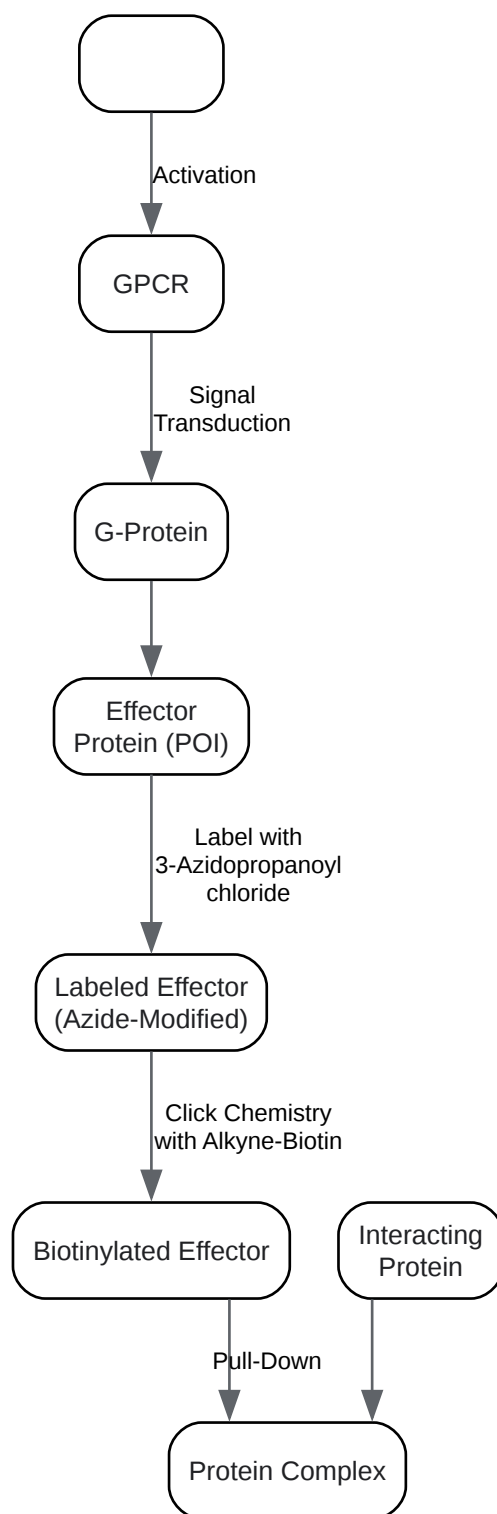 Activation
GPCR
Signal
Transduction
G-Protein
Effector
Protein (POI)
Label with
3-Azidopropanoyl
chloride
Labeled Effector
(Azide-Modified)
Click Chemistry
with Alkyne-Biotin
Biotinylated Effector
Interacting
Protein
Pull-Down
Protein Complex